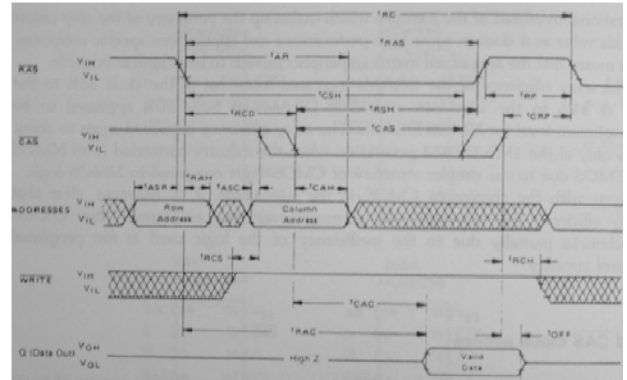 tRC
tAR
tRAS
RAS
VIH
VIL
tCSH
tRSH
tRP
tRCD
tCAS
tCRP
CAS
VIH
VIL
tASR
tRAH
tASC
tCAH
ADDRESSES
VIH
VIL
Row
Address
Column
Address
tRCS
tRCH
WRITE
VIH
VIL
tCAC
tRAC
tOFF
Q (Data Out)
VOH
VOL
High Z
Valid
Data